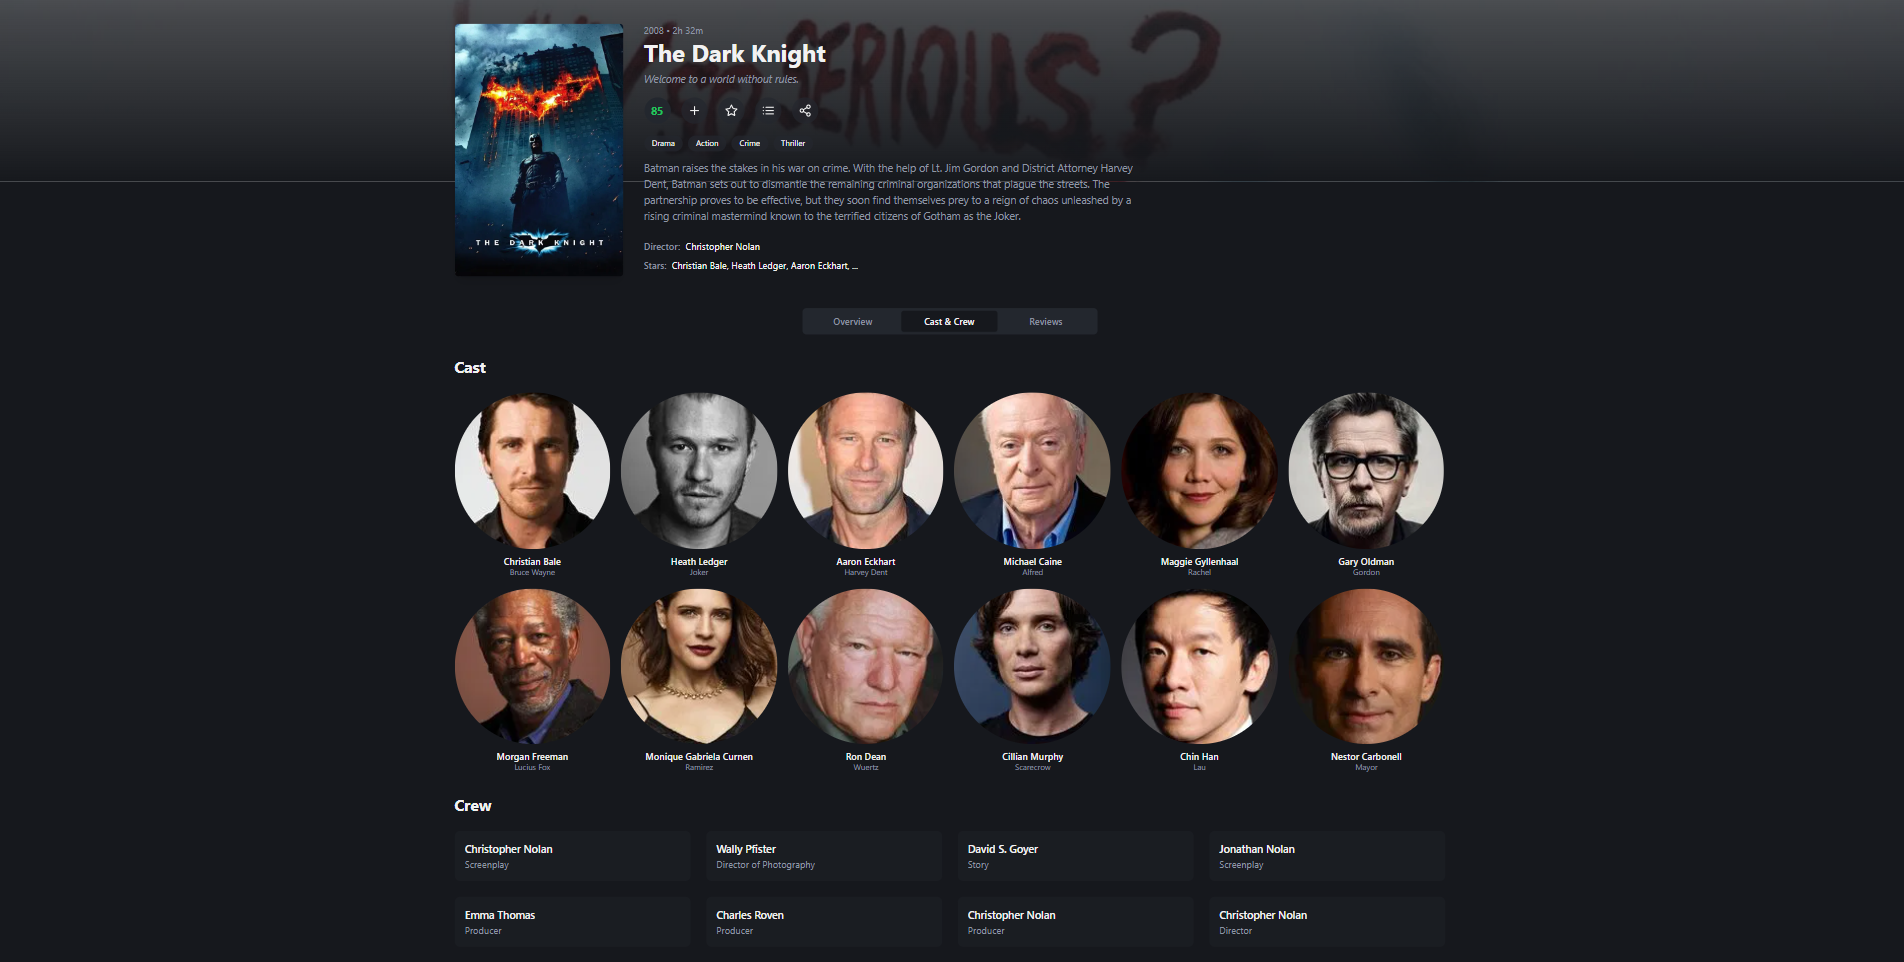 SERIOUS?
2008 • 2h 32m
The Dark Knight
Welcome to a world without rules.
85
Drama Action Crime Thriller
Batman raises the stakes in his war on crime. With the help of Lt. Jim Gordon and District Attorney Harvey
Dent, Batman sets out to dismantle the remaining criminal organizations that plague the streets. The
partnership proves to be effective, but they soon find themselves prey to a reign of chaos unleashed by a
rising criminal mastermind known to the terrified citizens of Gotham as the Joker.
THE DARK KNIGHT
Director: Christopher Nolan
Stars: Christian Bale, Heath Ledger, Aaron Eckhart, ...
Overview Cast & Crew Reviews
Cast
Christian Bale Heath Ledger Aaron Eckhart Michael Caine Maggie Gyllenhaal Gary Oldman
Bruce Wayne Joker Harvey Dent Alfred Rachel Gordon
Morgan Freeman Monique Gabriela Curnen Ron Dean Cillian Murphy Chin Han Nestor Carbonell
Lucius Fox Ramirez Wuertz Scarecrow Lau Mayor
Crew
Christopher Nolan Wally Pfister David S. Goyer Jonathan Nolan
Screenplay Director of Photography Story Screenplay
Emma Thomas Charles Roven Christopher Nolan Christopher Nolan
Producer Producer Producer Director